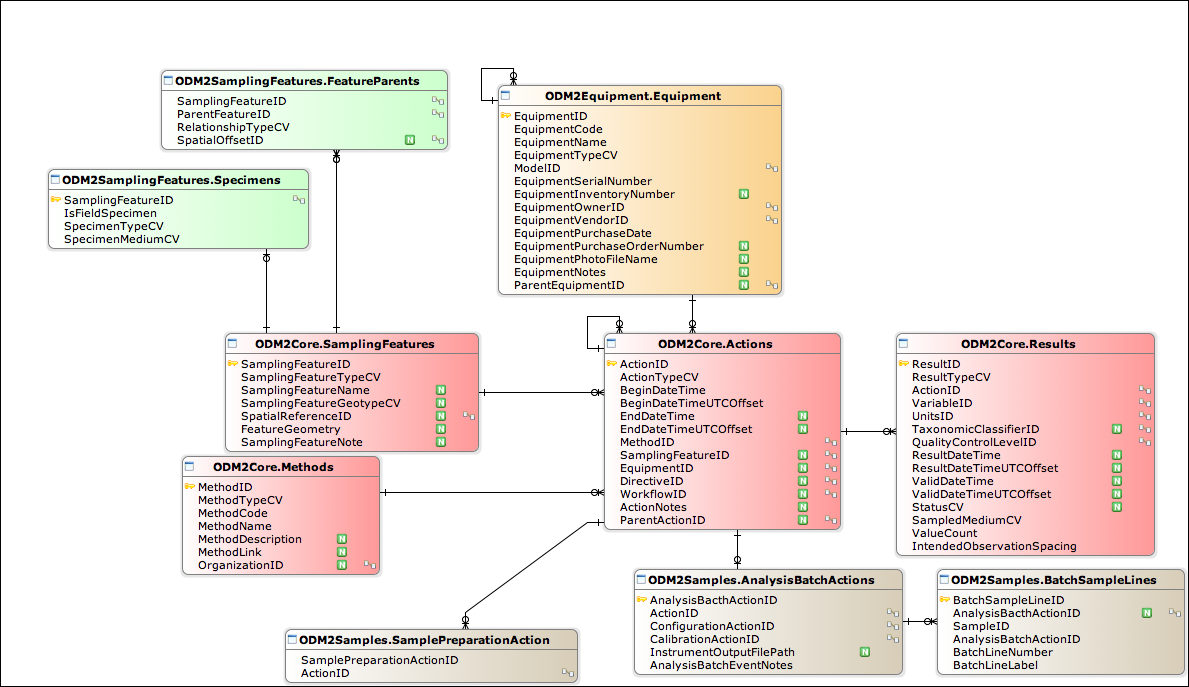 ODM2SamplingFeatures.FeatureParents
SamplingFeatureID
ParentFeatureID
RelationshipTypeCV
SpatialOffsetID
N
ODM2SamplingFeatures.Specimens
SamplingFeatureID
IsFieldSpecimen
SpecimenTypeCV
SpecimenMediumCV
ODM2Equipment.Equipment
EquipmentID
EquipmentCode
EquipmentName
EquipmentTypeCV
ModelID
EquipmentSerialNumber
EquipmentInventoryNumber N
EquipmentOwnerID
EquipmentVendorID
EquipmentPurchaseDate
EquipmentPurchaseOrderNumber N
EquipmentPhotoFileName N
EquipmentNotes N
ParentEquipmentID N
ODM2Core.SamplingFeatures
SamplingFeatureID
SamplingFeatureTypeCV
SamplingFeatureName N
SamplingFeatureGeotypeCV N
SpatialReferenceID N
FeatureGeometry N
SamplingFeatureNote N
ODM2Core.Actions
ActionID
ActionTypeCV
BeginDateTime
BeginDateTimeUTCOffset
EndDateTime N
EndDateTimeUTCOffset N
MethodID
SamplingFeatureID N
EquipmentID N
DirectiveID N
WorkflowID N
ActionNotes N
ParentActionID N
ODM2Core.Results
ResultID
ResultTypeCV
ActionID
VariableID
UnitsID
TaxonomicClassifierID N
QualityControlLevelID
ResultDateTime N
ResultDateTimeUTCOffset N
ValidDateTime N
ValidDateTimeUTCOffset N
StatusCV N
SampledMediumCV
ValueCount
IntendedObservationSpacing
ODM2Core.Methods
MethodID
MethodTypeCV
MethodCode
MethodName
MethodDescription N
MethodLink N
OrganizationID N
ODM2Samples.SamplePreparationAction
SamplePreparationActionID
ActionID
ODM2Samples.AnalysisBatchActions
AnalysisBacthActionID
ActionID
ConfigurationActionID
CalibrationActionID
InstrumentOutputFilePath N
AnalysisBatchEventNotes
ODM2Samples.BatchSampleLines
BatchSampleLineID
AnalysisBacthActionID N
SampleID
AnalysisBatchActionID
BatchLineNumber
BatchLineLabel